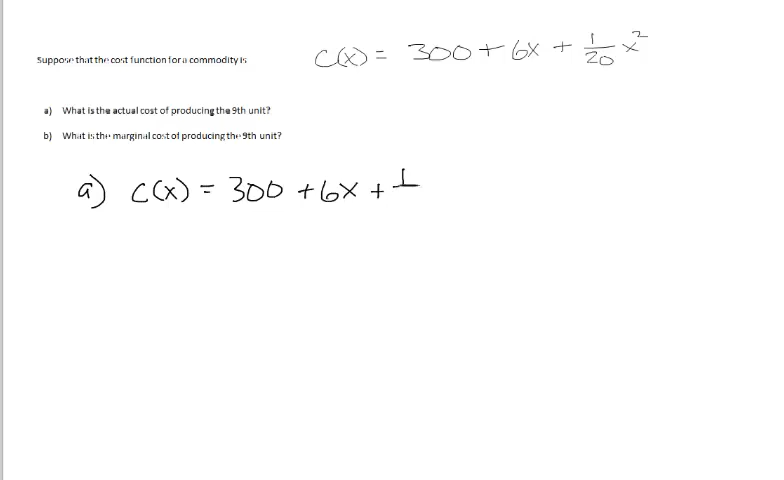 Suppose that the cost function for a commodity is C(x) = 300 + 6x + 1/20 x²
a) What is the actual cost of producing the 9th unit?
b) What is the marginal cost of producing the 9th unit?
a) C(x) = 300 + 6x + 1